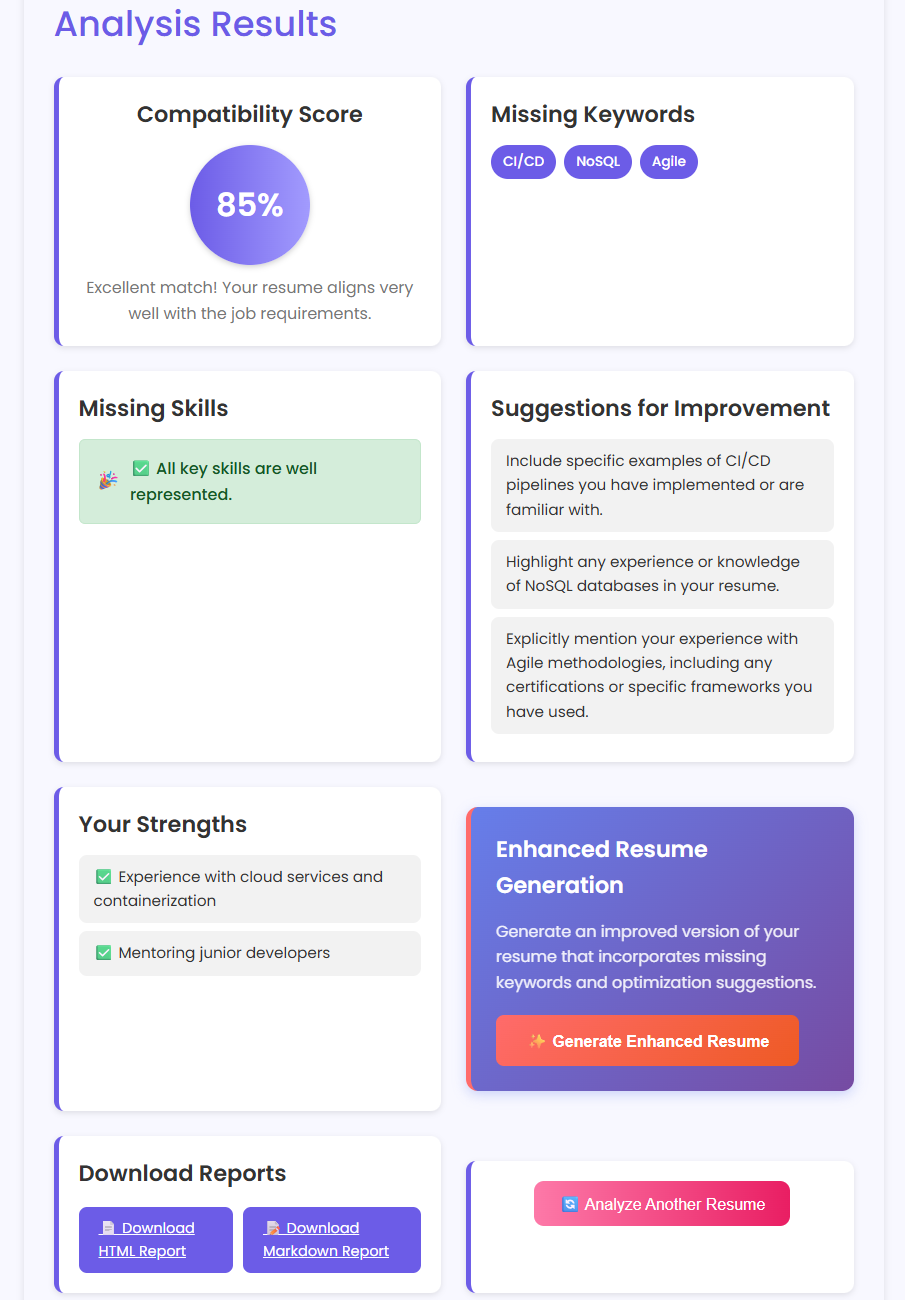 Analysis Results
Compatibility Score
85%
Excellent match! Your resume aligns very
well with the job requirements.
Missing Keywords
CI/CD
NoSQL
Agile
Missing Skills
🎉 ✅ All key skills are well
represented.
Suggestions for Improvement
Include specific examples of CI/CD
pipelines you have implemented or are
familiar with.
Highlight any experience or knowledge
of NoSQL databases in your resume.
Explicitly mention your experience with
Agile methodologies, including any
certifications or specific frameworks you
have used.
Your Strengths
✅ Experience with cloud services and
containerization
✅ Mentoring junior developers
Enhanced Resume
Generation
Generate an improved version of your
resume that incorporates missing
keywords and optimization suggestions.
✨ Generate Enhanced Resume
Download Reports
📄 Download
HTML Report
📝 Download
Markdown Report
🔄 Analyze Another Resume